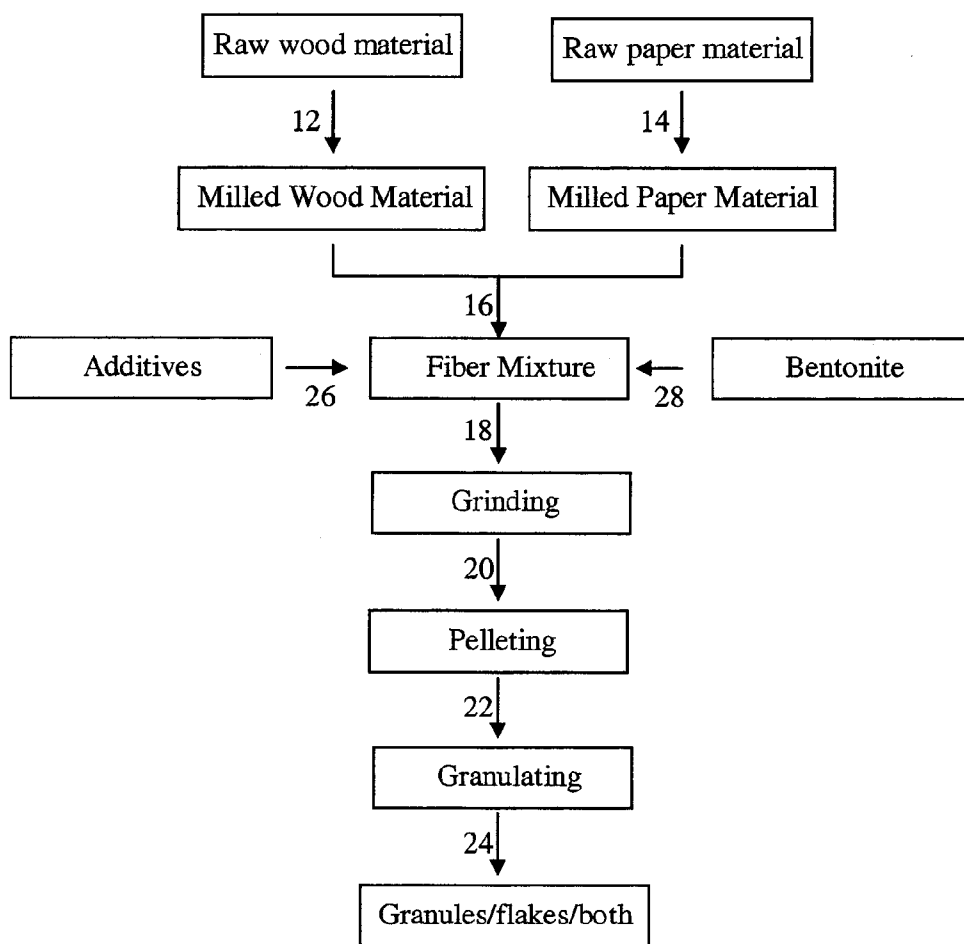 Raw wood material
Raw paper material
12
14
Milled Wood Material
Milled Paper Material
16
Additives
26
Fiber Mixture
28
Bentonite
18
Grinding
20
Pelleting
22
Granulating
24
Granules/flakes/both